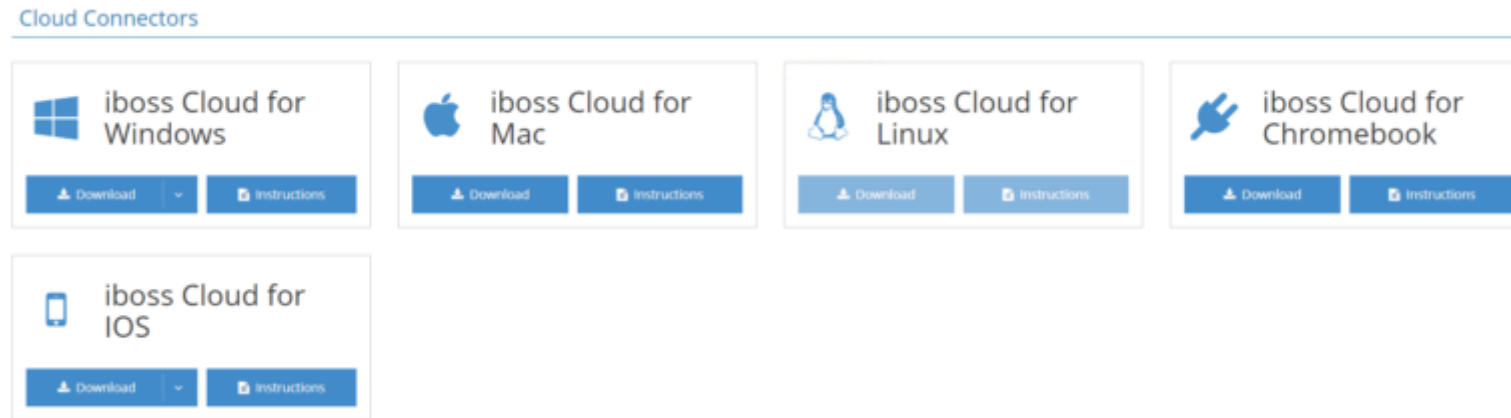 Cloud Connectors
iboss Cloud for
Windows
Download
Instructions
iboss Cloud for
Mac
Download
Instructions
iboss Cloud for
Linux
Download
Instructions
iboss Cloud for
Chromebook
Download
Instructions
iboss Cloud for
IOS
Download
Instructions